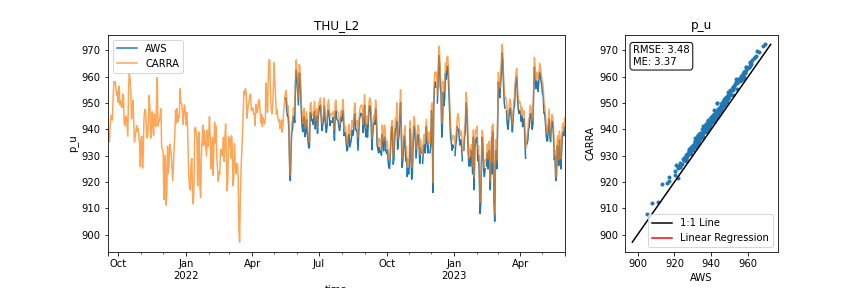 THU_L2
p_u
AWS
CARRA
970
960
950
940
930
920
910
900
p_u
Oct
Jan
2022
Apr
Jul
Oct
Jan
2023
Apr
time
p_u
RMSE: 3.48
ME: 3.37
970
960
950
940
930
920
910
900
CARRA
1:1 Line
Linear Regression
900
920
940
960
AWS